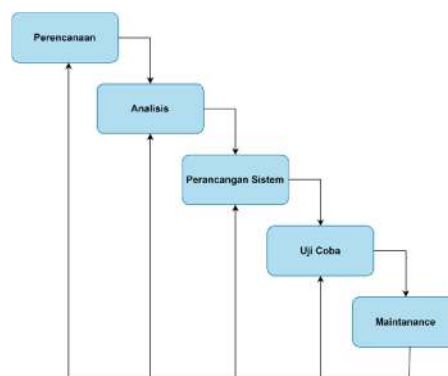 Perencanaan
Analisis
Perancangan Sistem
Uji Coba
Maintanance